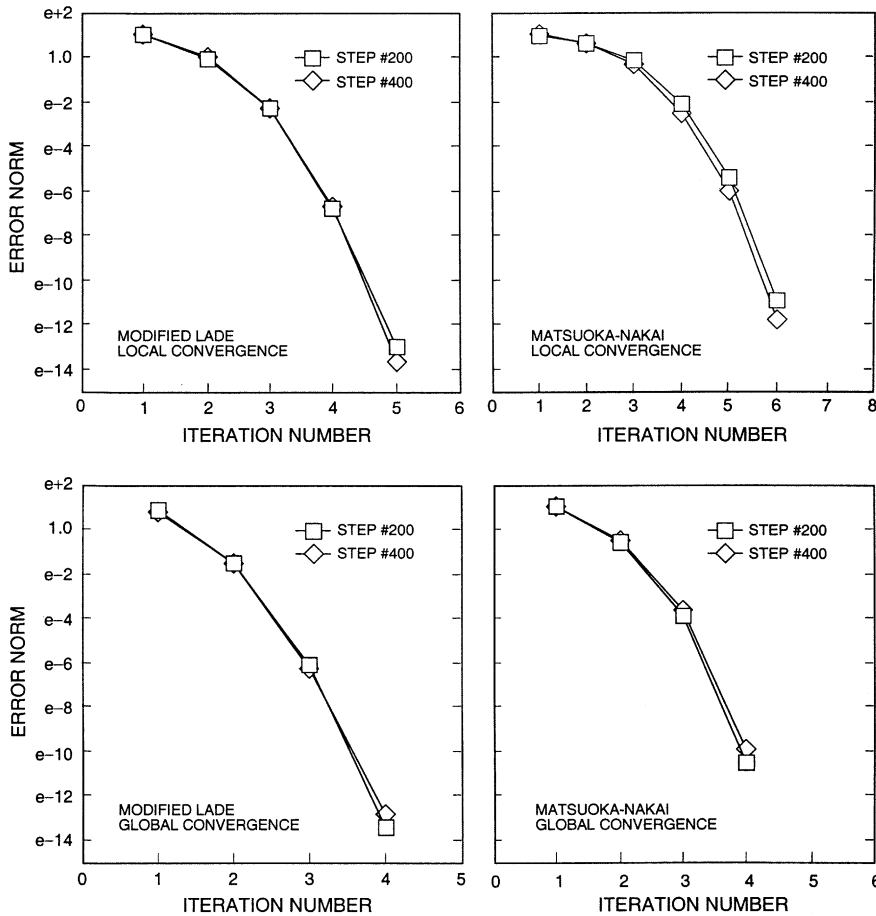 e+2
1.0
e−2
e−4
e−6
e−8
e−10
e−12
e−14
ERROR NORM
STEP #200
STEP #400
MODIFIED LADE
LOCAL CONVERGENCE
0 1 2 3 4 5 6
ITERATION NUMBER
STEP #200
STEP #400
MATSUOKA-NAKAI
LOCAL CONVERGENCE
0 1 2 3 4 5 6 7 8
ITERATION NUMBER
e+2
1.0
e−2
e−4
e−6
e−8
e−10
e−12
e−14
ERROR NORM
STEP #200
STEP #400
MODIFIED LADE
GLOBAL CONVERGENCE
0 1 2 3 4 5
ITERATION NUMBER
STEP #200
STEP #400
MATSUOKA-NAKAI
GLOBAL CONVERGENCE
0 1 2 3 4 5 6
ITERATION NUMBER